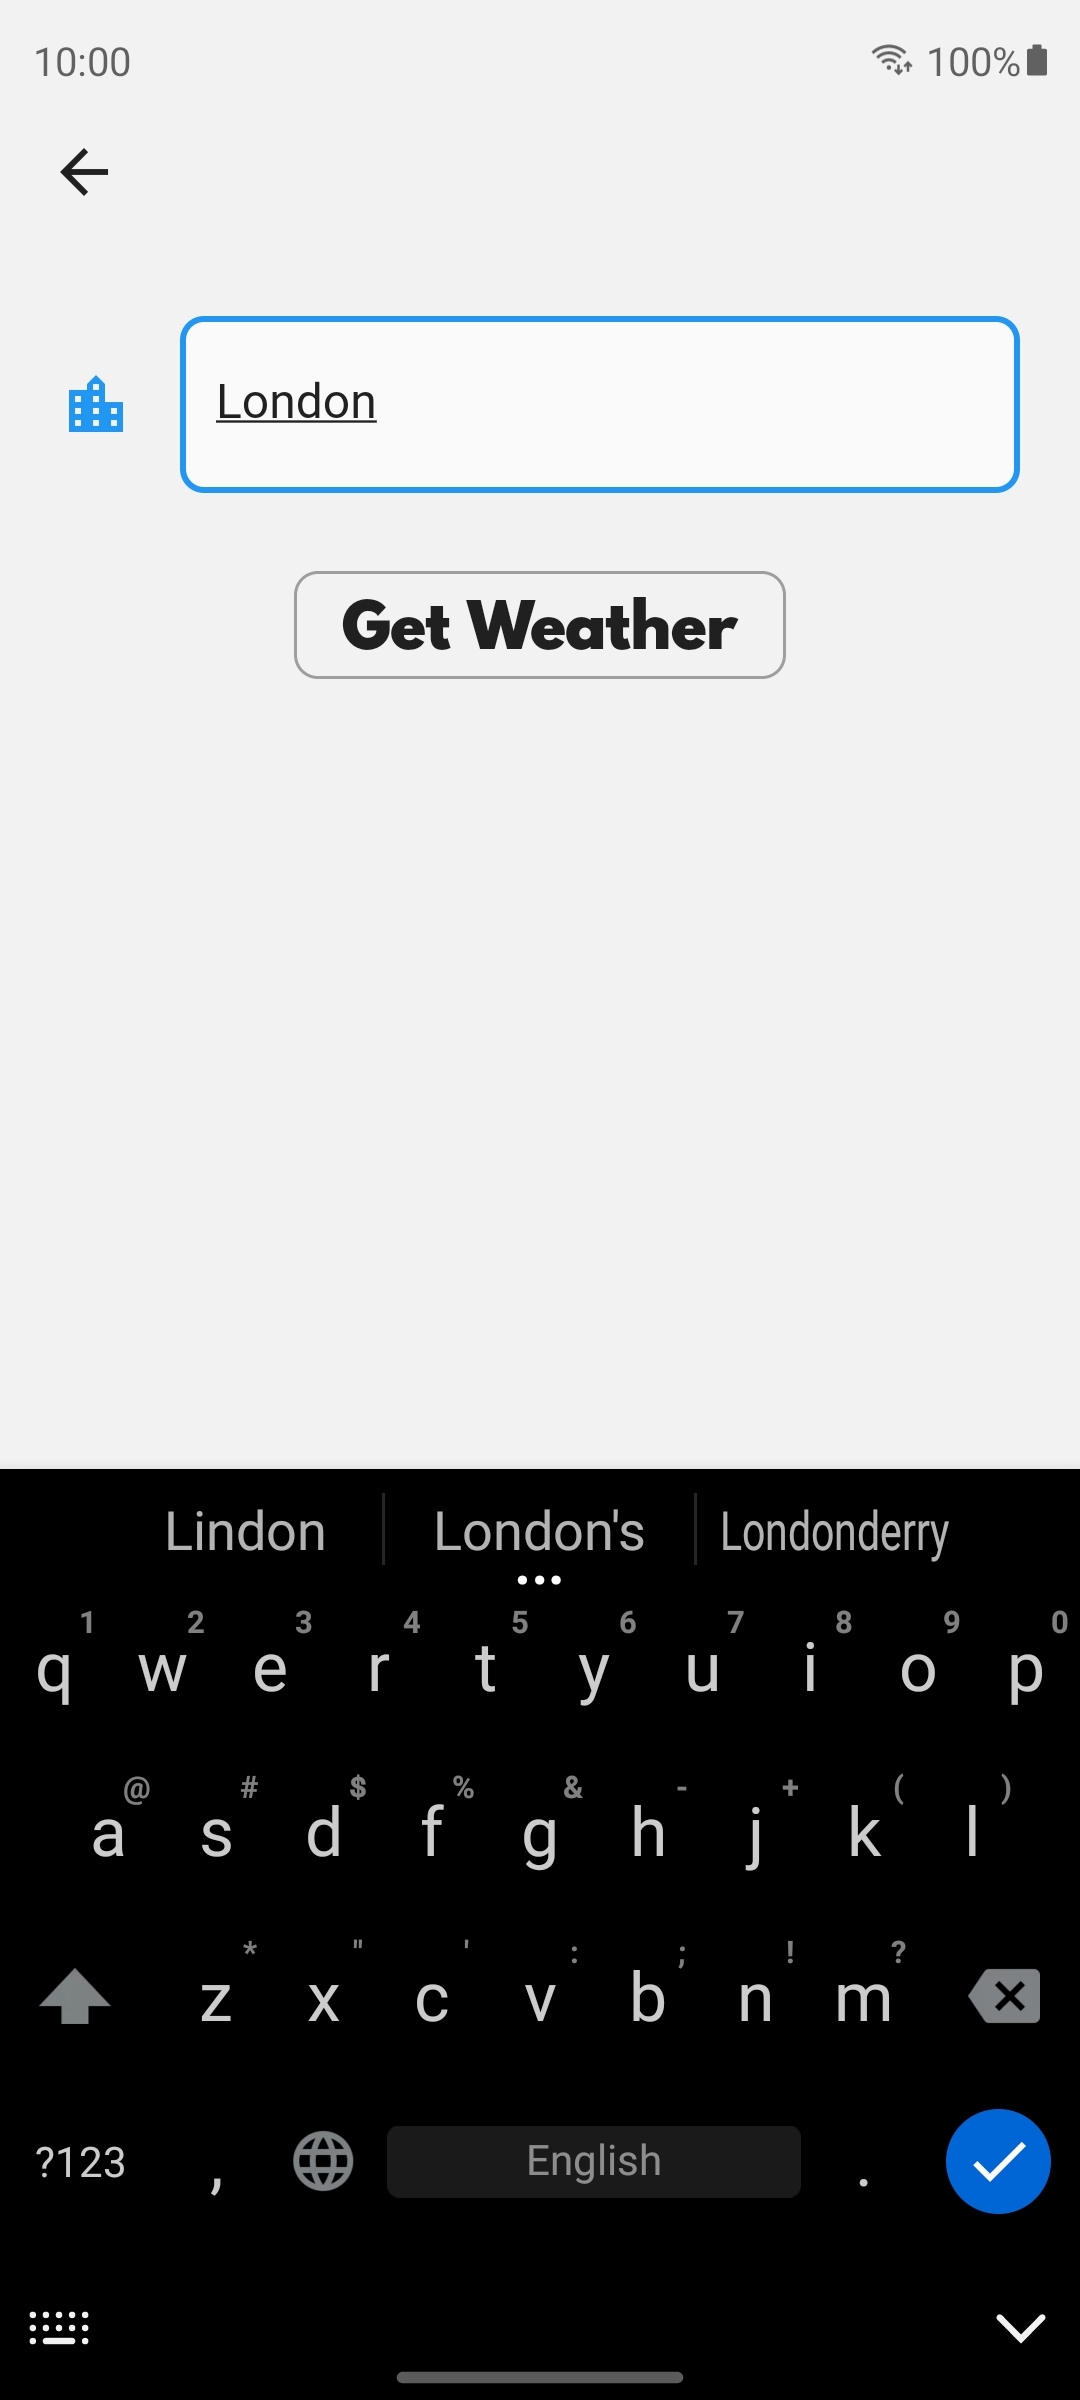 10:00 100%
London
Get Weather
Lindon London's Londonderry
1 2 3 4 5 6 7 8 9 0
q w e r t y u i o p
@ # $ % & - + ( )
a s d f g h j k l
* " ' : ; ! ?
z x c v b n m
?123 , English .